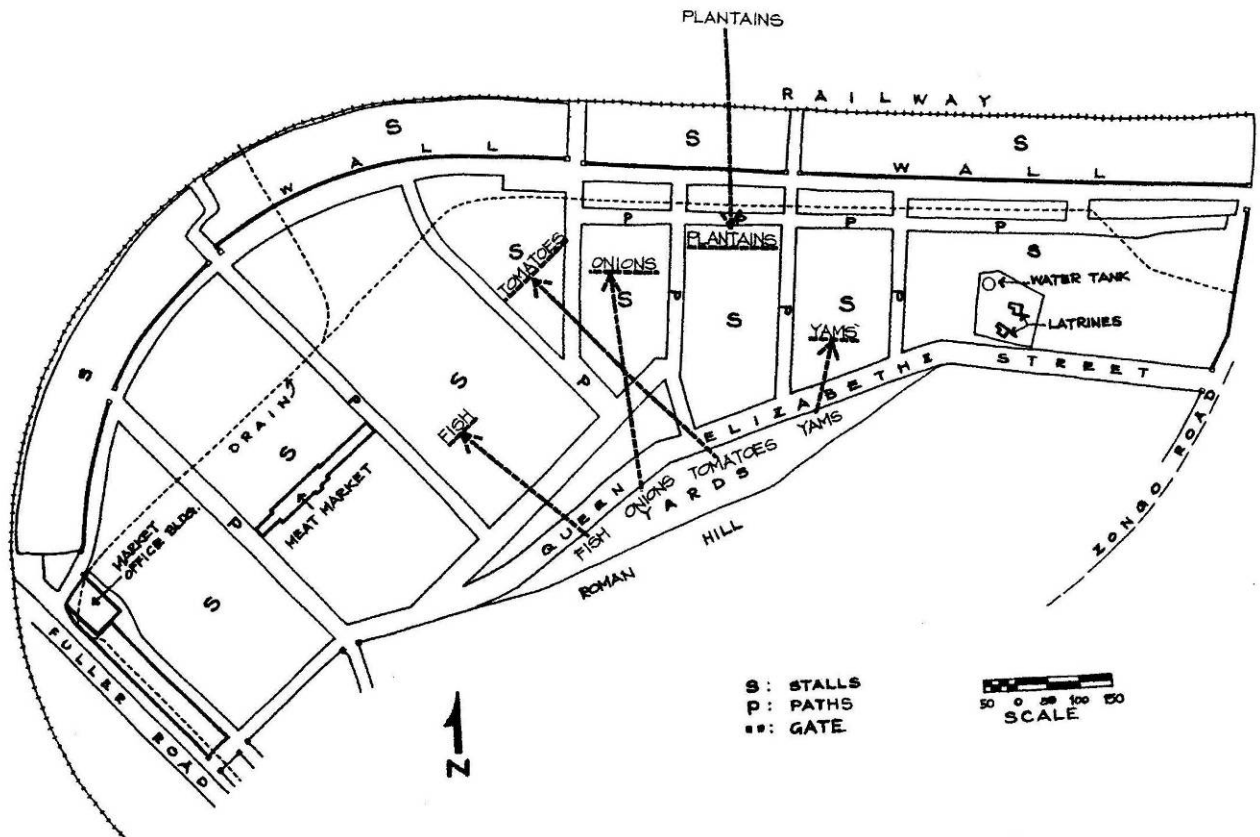 PLANTAINS
RAILWAY
S
S
S
WALL
WALL
P
P
P
P
S
TOMATOES
ONIONS
PLANTAINS
S
WATER TANK
S
P
S
P
S
P
YAMS
LATRINES
S
S
P
ELIZABETHE STREET
DRAIN
P
FISH
S
MEAT MARKET
QUEEN
ONIONS
TOMATOES
YAMS
YARDS
FISH
HILL
ROMAN
ZONGO ROAD
P
MARKET
OFFICE BLDG.
S
FULLER ROAD
N
S: STALLS
P: PATHS
GATE
50 0 50 100 150
SCALE